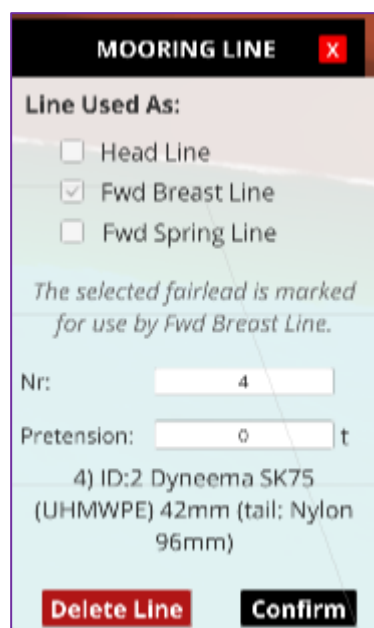 MOORING LINE X
Line Used As:
Head Line
Fwd Breast Line
Fwd Spring Line
The selected fairlead is marked
for use by Fwd Breast Line.
Nr: 4
Pretension: 0 t
4) ID:2 Dyneema SK75
(UHMWPE) 42mm (tail: Nylon
96mm)
Delete Line Confirm